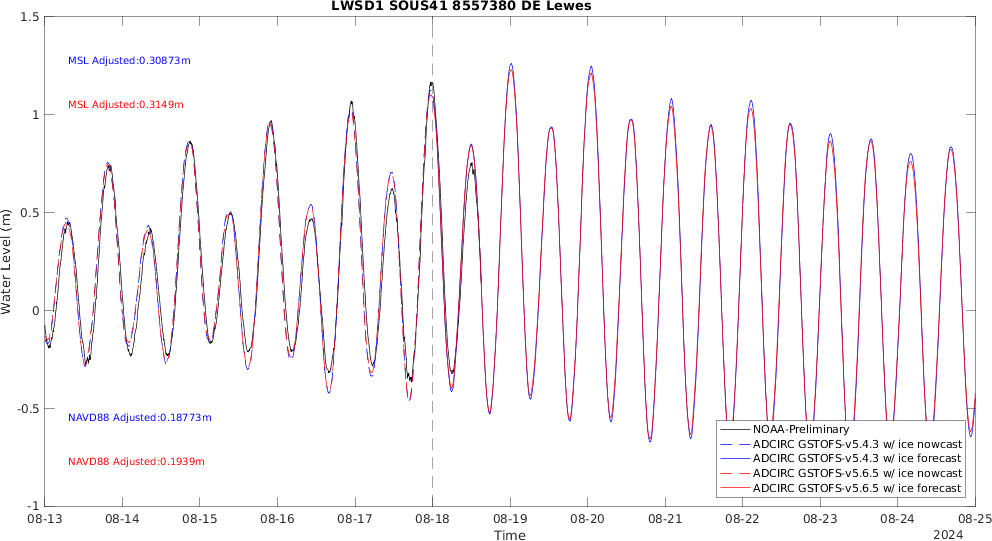 LWSD1 SOUS41 8557380 DE Lewes
1.5
1
0.5
0
-0.5
-1
Water Level (m)
MSL Adjusted:0.30873m
MSL Adjusted:0.3149m
NAVD88 Adjusted:0.18773m
NAVD88 Adjusted:0.1939m
NOAA-Preliminary
ADCIRC GSTOFS-v5.4.3 w/ ice nowcast
ADCIRC GSTOFS-v5.4.3 w/ ice forecast
ADCIRC GSTOFS-v5.6.5 w/ ice nowcast
ADCIRC GSTOFS-v5.6.5 w/ ice forecast
08-13 08-14 08-15 08-16 08-17 08-18 08-19 08-20 08-21 08-22 08-23 08-24 08-25
Time
2024